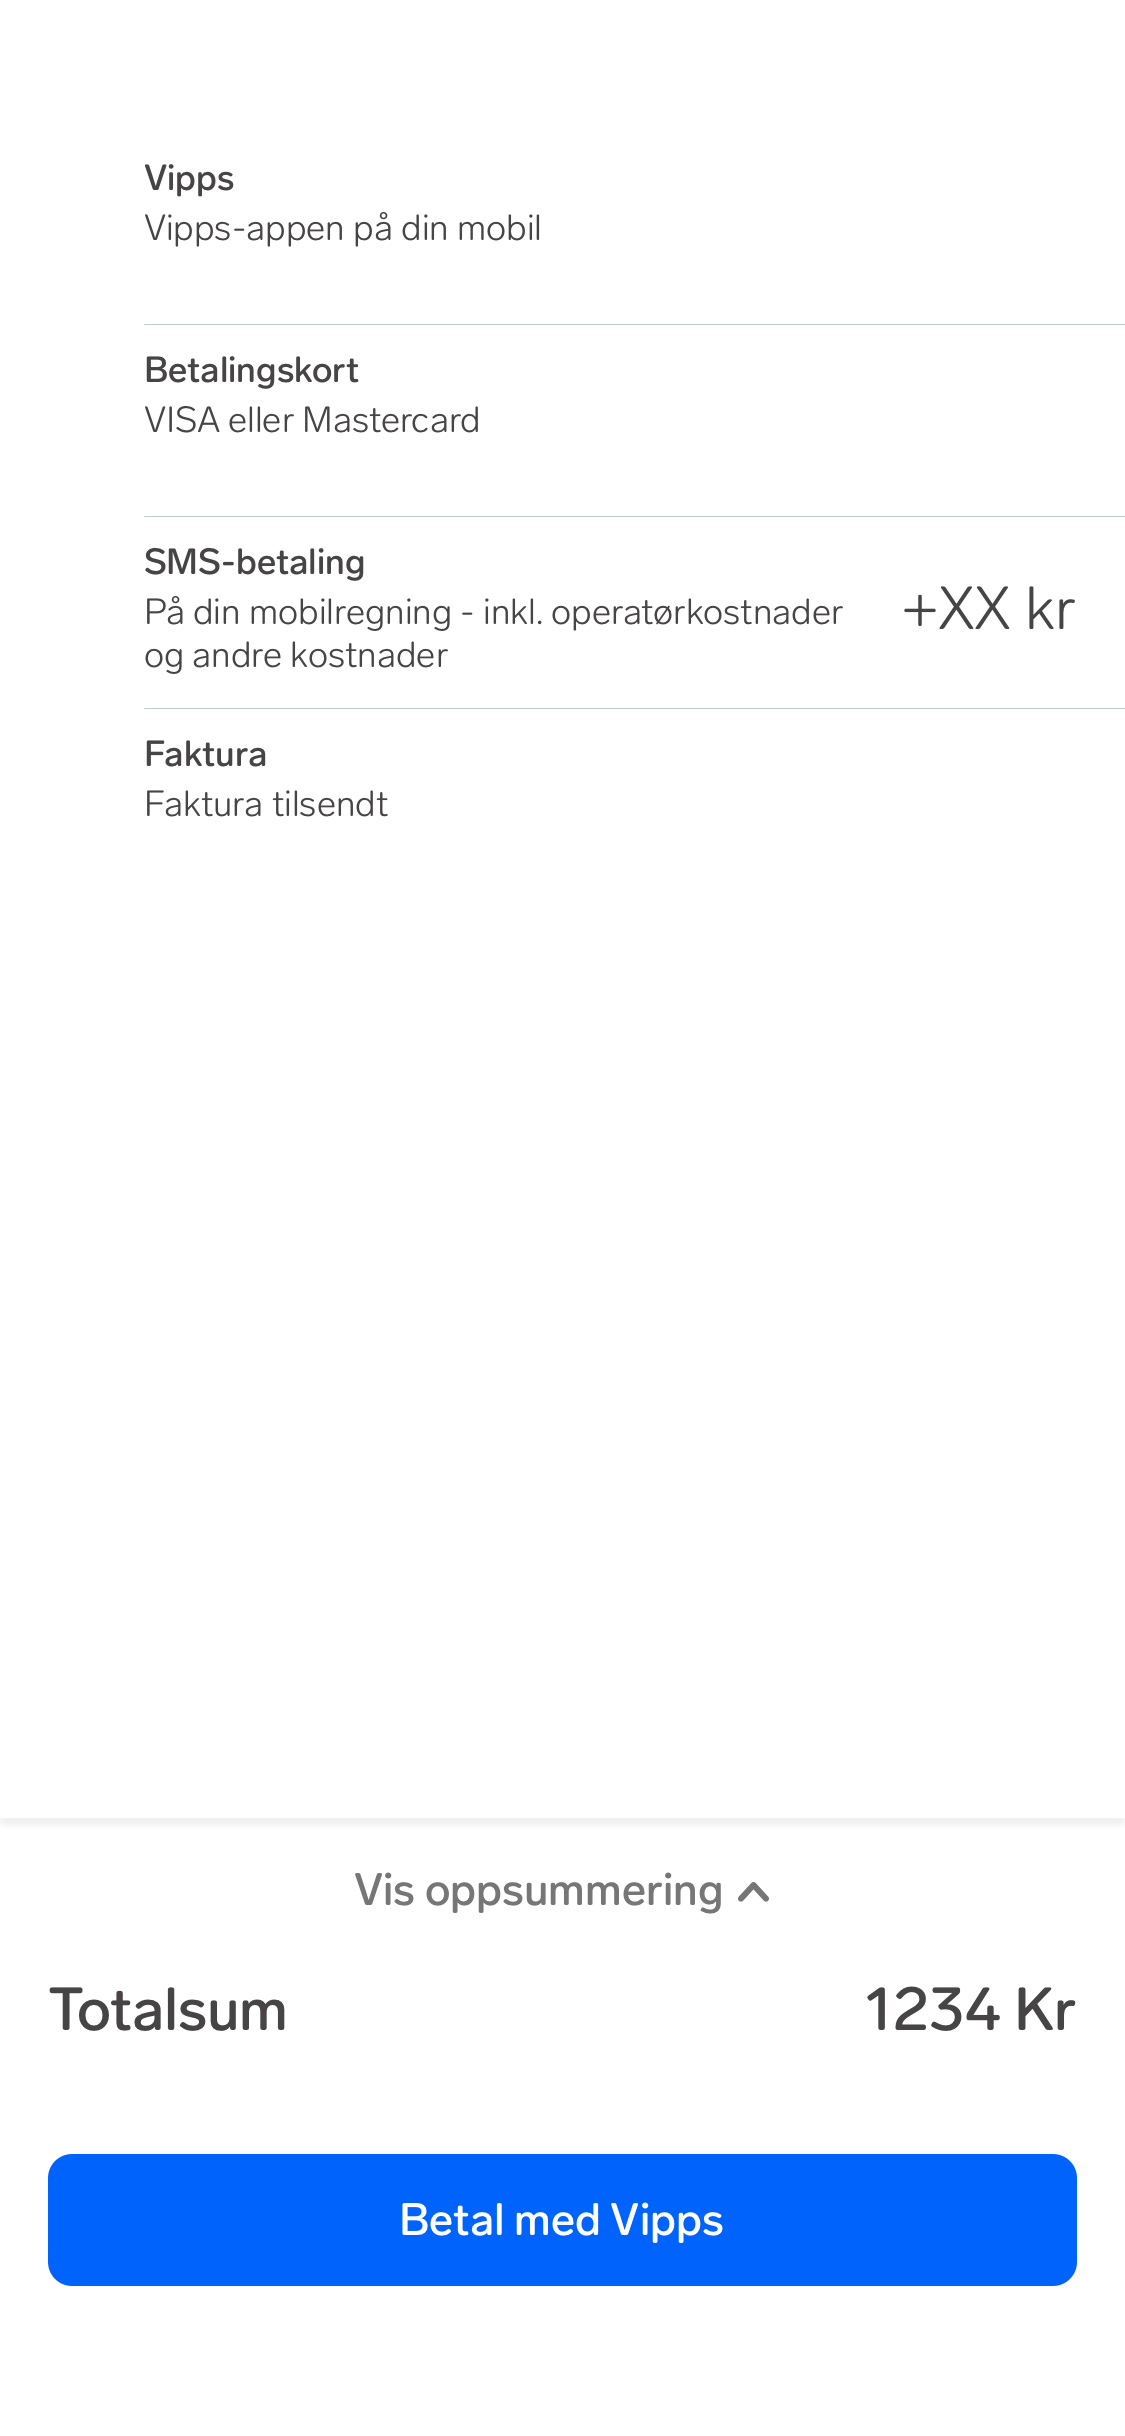 Vipps
Vipps-appen på din mobil
Betalingskort
VISA eller Mastercard
SMS-betaling
På din mobilregning - inkl. operatørkostnader
og andre kostnader
+XX kr
Faktura
Faktura tilsendt
Vis oppsummering
Totalsum 1234 Kr
Betal med Vipps